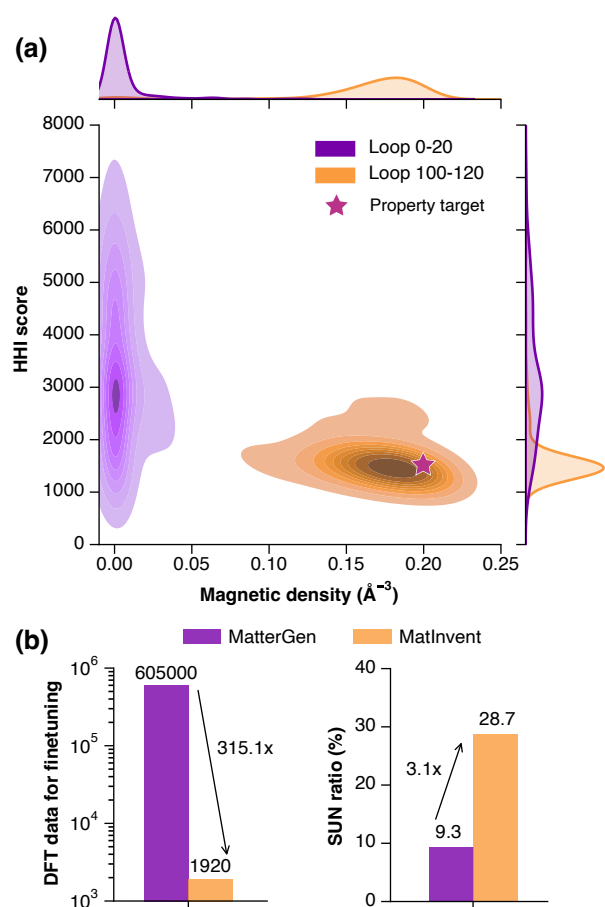 (a)
8000
7000
6000
5000
4000
3000
2000
1000
0
HHI score
Loop 0-20
Loop 100-120
Property target
0.00 0.05 0.10 0.15 0.20 0.25
Magnetic density (Å⁻³)
(b)
MatterGen MatInvent
10⁶
10⁵
10⁴
10³
DFT data for finetuning
605000
315.1x
1920
40
30
20
10
0
SUN ratio (%)
28.7
3.1x
9.3